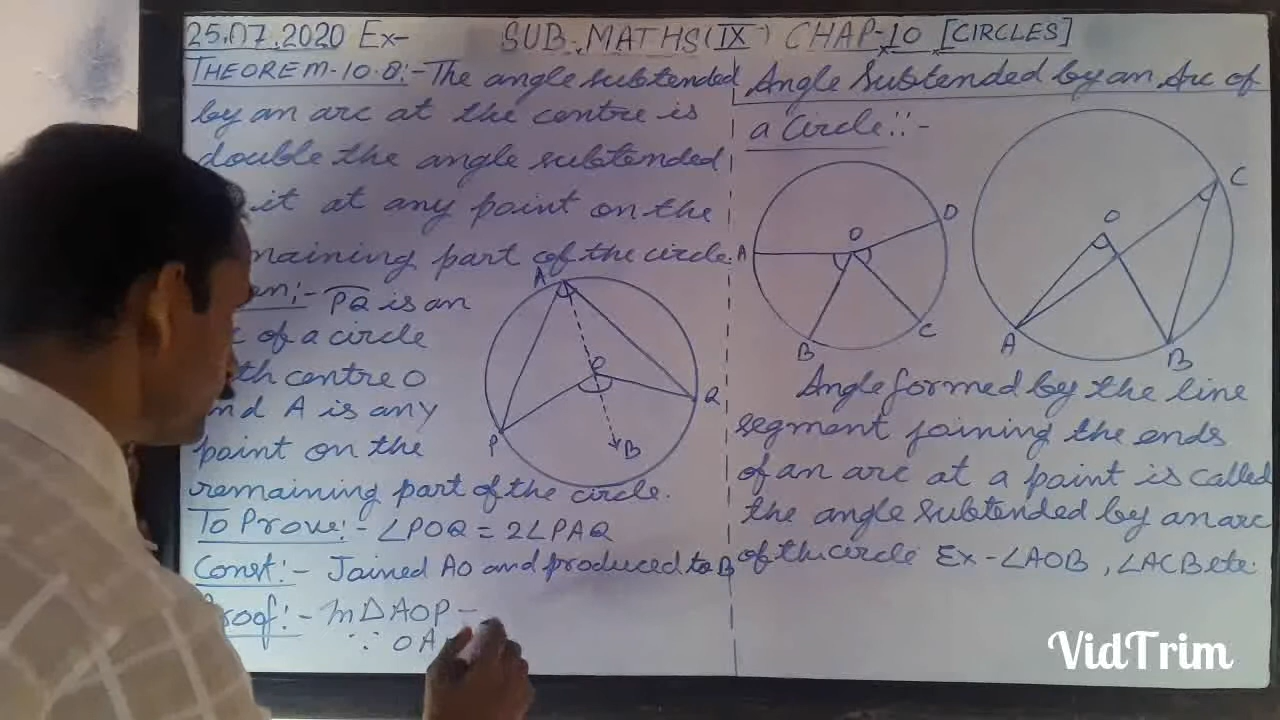 25.07.2020 Ex- SUB. MATHS(IX) CHAP-10 [CIRCLES]
THEOREM-10.8:- The angle subtended
by an arc at the centre is
double the angle subtended
it at any point on the
maining part of the circle.
PQ is an
of a circle
centre O
A is any
point on the
remaining part of the circle.
To Prove:- ∠POQ = 2∠PAQ
Const:- Joined AO and produced to B
Proof:- In ΔAOP-
∵ OA
A
O
P
Q
B
Angle Subtended by an Arc of
a Circle::-
A
O
D
B
C
O
C
A
B
Angle formed by the line
segment joining the ends
of an arc at a point is called
the angle subtended by an arc
of the circle Ex- ∠AOB, ∠ACB etc.
VidTrim